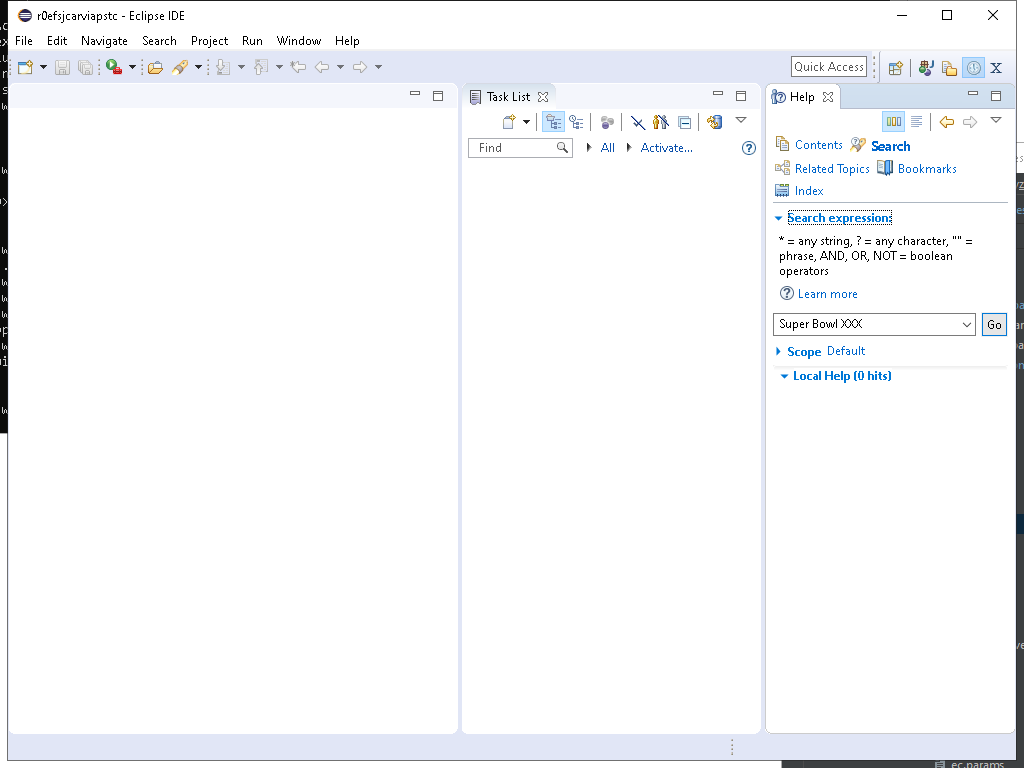 r0efsjcarviapstc - Eclipse IDE
File Edit Navigate Search Project Run Window Help
Quick Access
Task List
Help
Find
All
Activate...
Contents
Search
Related Topics
Bookmarks
Index
Search expression:
* = any string, ? = any character, "" =
phrase, AND, OR, NOT = boolean
operators
Learn more
Super Bowl XXX
Go
Scope Default
Local Help (0 hits)
ec.params